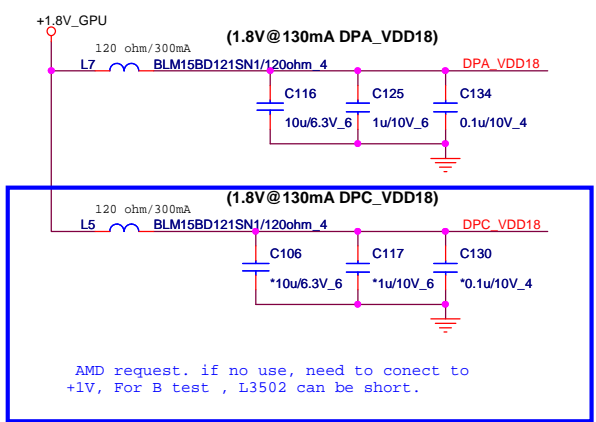 +1.8V_GPU
(1.8V@130mA DPA_VDD18)
120 ohm/300mA
L7 BLM15BD121SN1/120ohm_4 DPA_VDD18
C116 C125 C134
10u/6.3V_6 1u/10V_6 0.1u/10V_4
(1.8V@130mA DPC_VDD18)
120 ohm/300mA
L5 BLM15BD121SN1/120ohm_4 DPC_VDD18
C106 C117 C130
*10u/6.3V_6 *1u/10V_6 *0.1u/10V_4
AMD request. if no use, need to conect to
+1V, For B test , L3502 can be short.